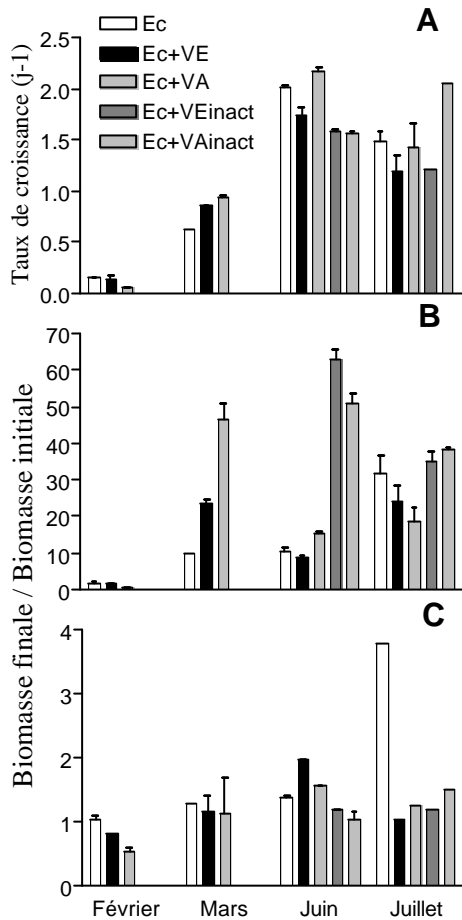 A
Ec
Ec+VE
Ec+VA
Ec+VEinact
Ec+VAinact
Taux de croissance (j-1)
2.5
2.0
1.5
1.0
0.5
0.0
B
Biomasse finale / Biomasse initiale
70
60
50
40
30
20
10
0
C
4
2
1
0
Février Mars Juin Juillet